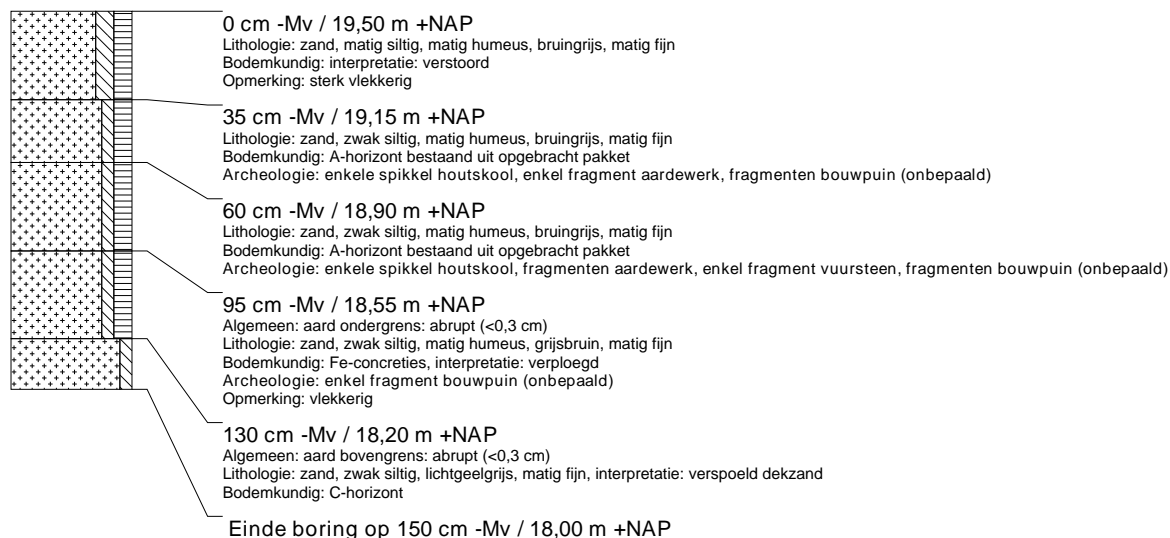 0 cm -Mv / 19,50 m +NAP
Lithologie: zand, matig siltig, matig humeus, bruingrijs, matig fijn
Bodemkundig: interpretatie: verstoord
Opmerking: sterk vlekkerig
35 cm -Mv / 19,15 m +NAP
Lithologie: zand, zwak siltig, matig humeus, bruingrijs, matig fijn
Bodemkundig: A-horizont bestaand uit opgebracht pakket
Archeologie: enkele spikkel houtskool, enkel fragment aardewerk, fragmenten bouwpuin (onbepaald)
60 cm -Mv / 18,90 m +NAP
Lithologie: zand, zwak siltig, matig humeus, bruingrijs, matig fijn
Bodemkundig: A-horizont bestaand uit opgebracht pakket
Archeologie: enkele spikkel houtskool, fragmenten aardewerk, enkel fragment vuursteen, fragmenten bouwpuin (onbepaald)
95 cm -Mv / 18,55 m +NAP
Algemeen: aard ondergrens: abrupt (<0,3 cm)
Lithologie: zand, zwak siltig, matig humeus, grijsbruin, matig fijn
Bodemkundig: Fe-concreties, interpretatie: verploegd
Archeologie: enkel fragment bouwpuin (onbepaald)
Opmerking: vlekkerig
130 cm -Mv / 18,20 m +NAP
Algemeen: aard bovengrens: abrupt (<0,3 cm)
Lithologie: zand, zwak siltig, lichtgeelgrijs, matig fijn, interpretatie: verspoeld dekzand
Bodemkundig: C-horizont
Einde boring op 150 cm -Mv / 18,00 m +NAP